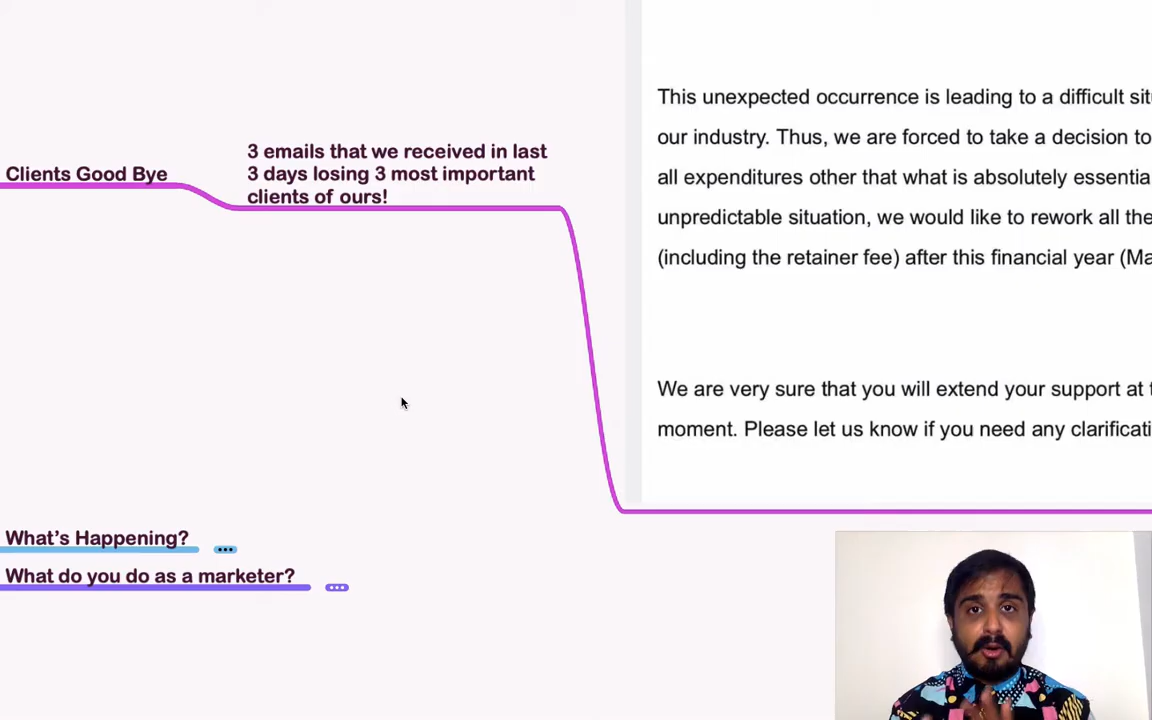 Clients Good Bye
3 emails that we received in last
3 days losing 3 most important
clients of ours!
This unexpected occurrence is leading to a difficult
our industry. Thus, we are forced to take a decision to
all expenditures other that what is absolutely
unpredictable situation, we would like to rework all the
(including the retainer fee) after this financial year
We are very sure that you will extend your support at
moment. Please let us know if you need any
What's Happening?
What do you do as a marketer?